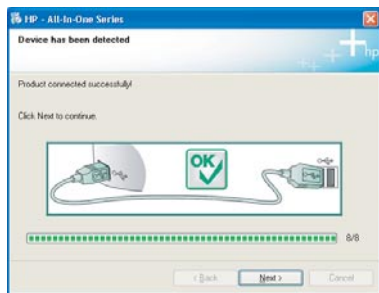 HP - All-In-One Series
Device has been detected
hp
Product connected successfully!
Click Next to continue.
OK
8/8
< Back Next > Cancel